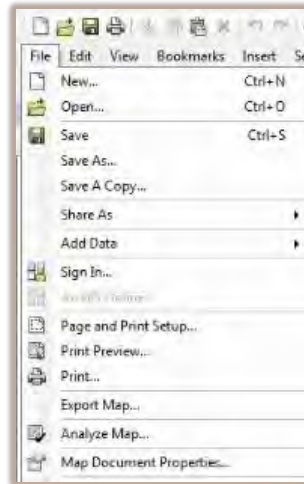 File Edit View Bookmarks Insert
New... Ctrl+N
Open... Ctrl+O
Save Ctrl+S
Save As...
Save A Copy...
Share As
Add Data
Sign In...
Page and Print Setup...
Print Preview...
Print...
Export Map...
Analyze Map...
Map Document Properties...